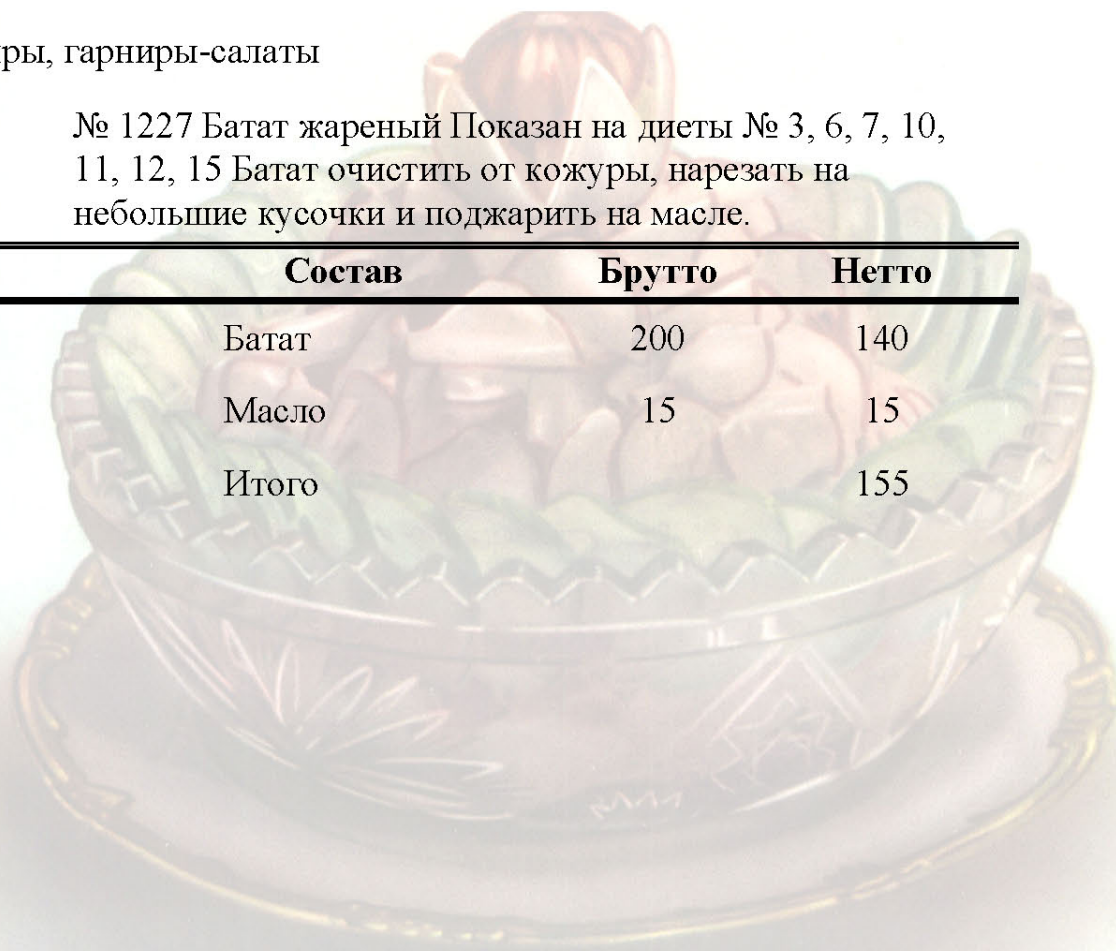 гарниры-салаты
№ 1227 Батат жареный Показан на диеты № 3, 6, 7, 10,
11, 12, 15 Батат очистить от кожуры, нарезать на
небольшие кусочки и поджарить на масле.
Состав Брутто Нетто
Батат 200 140
Масло 15 15
Итого 155